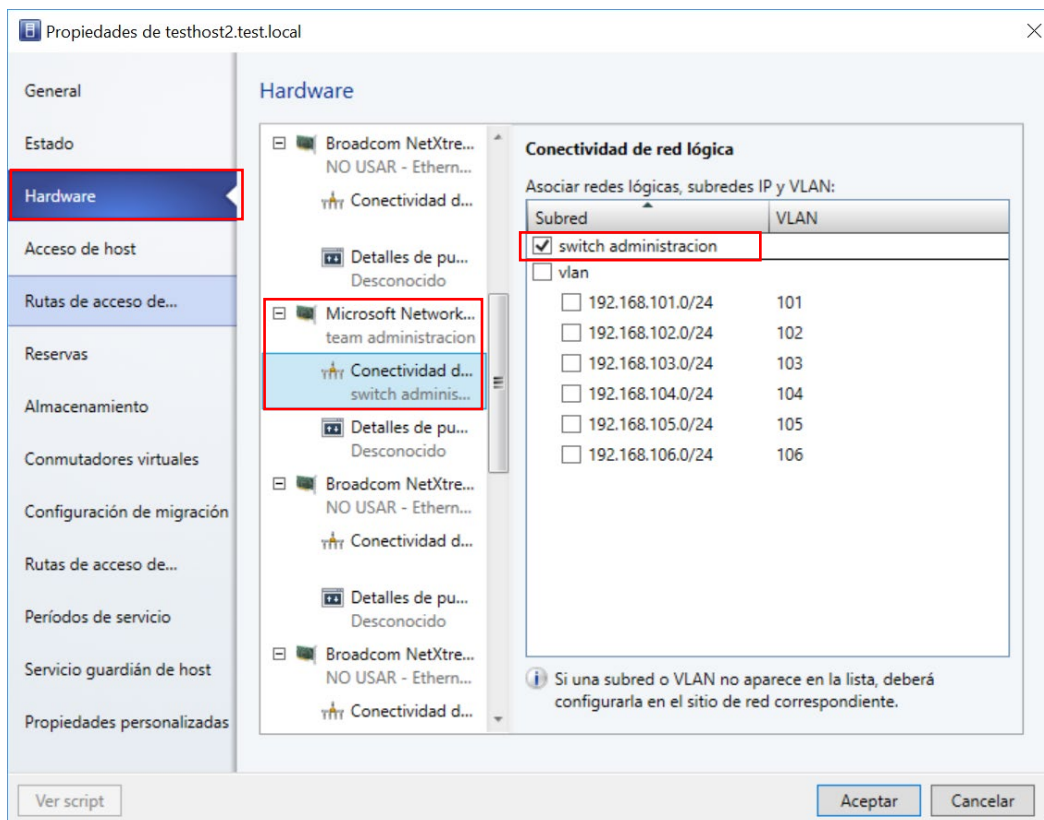 Propiedades de testhost2.test.local
General
Estado
Hardware
Acceso de host
Rutas de acceso de...
Reservas
Almacenamiento
Conmutadores virtuales
Configuración de migración
Rutas de acceso de...
Períodos de servicio
Servicio guardián de host
Propiedades personalizadas
Hardware
Broadcom NetXtre...
NO USAR - Ethern...
Conectividad d...
Detalles de pu...
Desconocido
Microsoft Network...
team administracion
Conectividad d...
switch adminis...
Detalles de pu...
Desconocido
Broadcom NetXtre...
NO USAR - Ethern...
Conectividad d...
Detalles de pu...
Desconocido
Broadcom NetXtre...
NO USAR - Ethern...
Conectividad d...
Conectividad de red lógica
Asociar redes lógicas, subredes IP y VLAN:
Subred VLAN
switch administracion
vlan
192.168.101.0/24 101
192.168.102.0/24 102
192.168.103.0/24 103
192.168.104.0/24 104
192.168.105.0/24 105
192.168.106.0/24 106
Si una subred o VLAN no aparece en la lista, deberá
configurarla en el sitio de red correspondiente.
Ver script
Aceptar
Cancelar